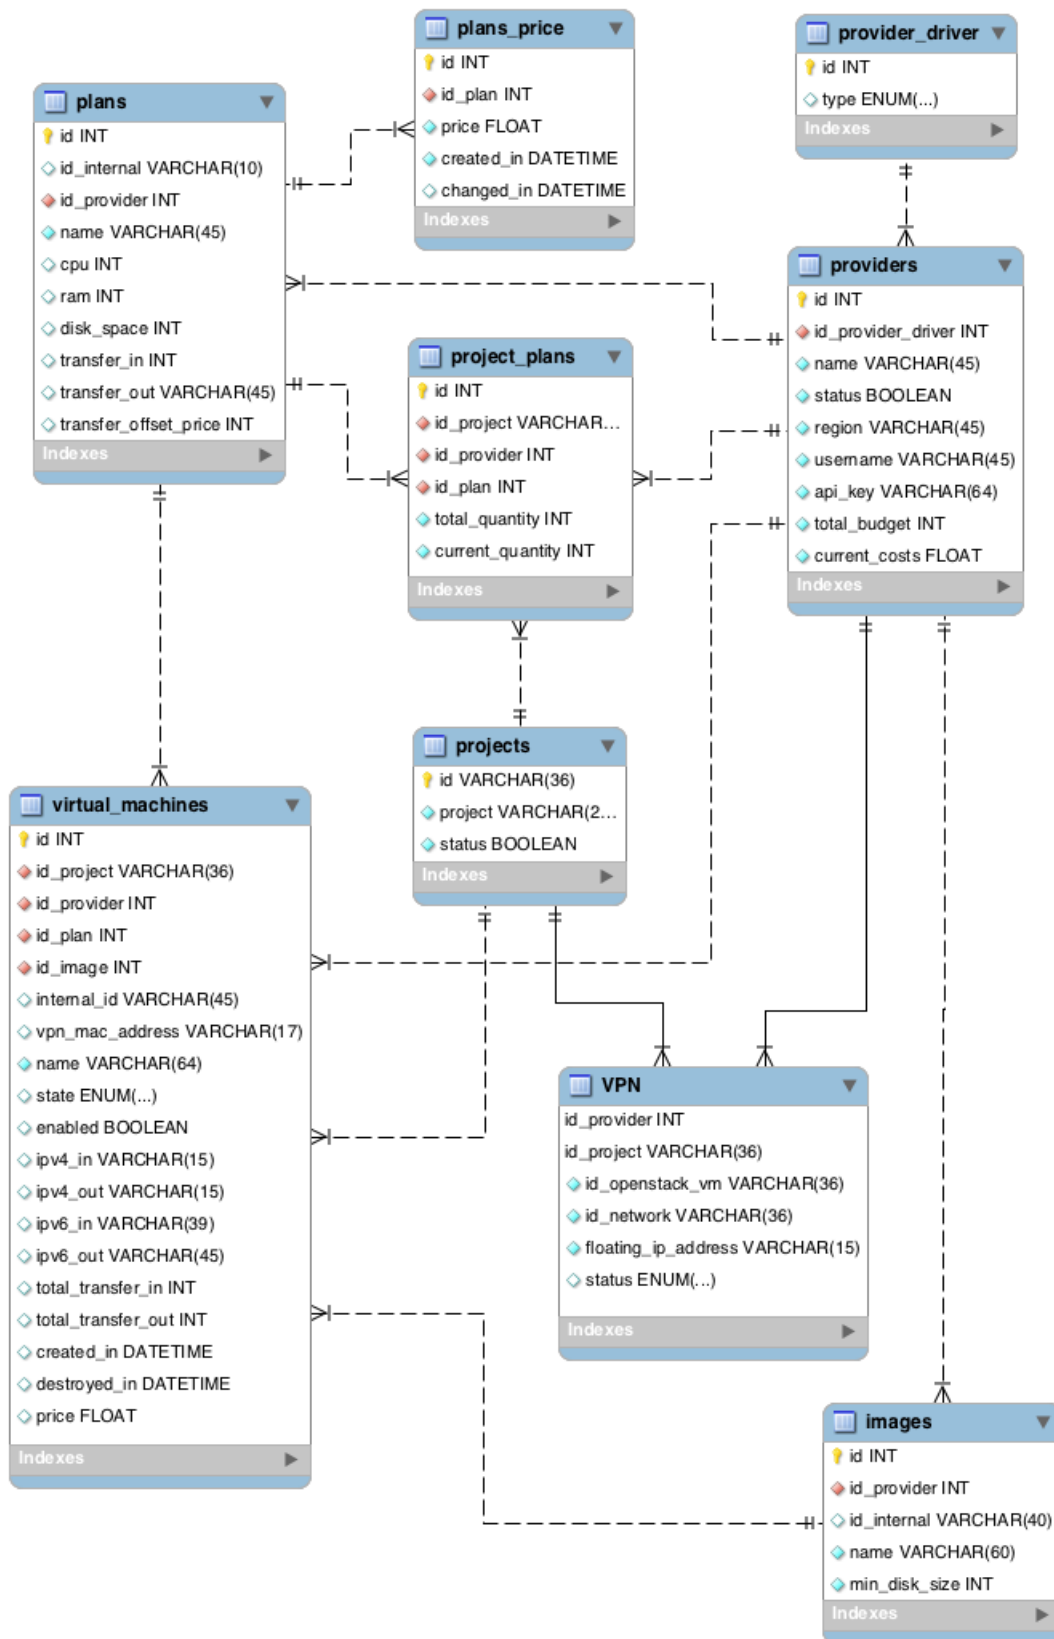 plans_price
id INT
id_plan INT
price FLOAT
created_in DATETIME
changed_in DATETIME
Indexes
provider_driver
id INT
type ENUM(...)
Indexes
plans
id INT
id_internal VARCHAR(10)
id_provider INT
name VARCHAR(45)
cpu INT
ram INT
disk_space INT
transfer_in INT
transfer_out VARCHAR(45)
transfer_offset_price INT
Indexes
providers
id INT
id_provider_driver INT
name VARCHAR(45)
status BOOLEAN
region VARCHAR(45)
username VARCHAR(45)
api_key VARCHAR(64)
total_budget INT
current_costs FLOAT
Indexes
project_plans
id INT
id_project VARCHAR...
id_provider INT
id_plan INT
total_quantity INT
current_quantity INT
Indexes
projects
id VARCHAR(36)
project VARCHAR(2...
status BOOLEAN
Indexes
virtual_machines
id INT
id_project VARCHAR(36)
id_provider INT
id_plan INT
id_image INT
internal_id VARCHAR(45)
vpn_mac_address VARCHAR(17)
name VARCHAR(64)
state ENUM(...)
enabled BOOLEAN
ipv4_in VARCHAR(15)
ipv4_out VARCHAR(15)
ipv6_in VARCHAR(39)
ipv6_out VARCHAR(45)
total_transfer_in INT
total_transfer_out INT
created_in DATETIME
destroyed_in DATETIME
price FLOAT
Indexes
VPN
id_provider INT
id_project VARCHAR(36)
id_openstack_vm VARCHAR(36)
id_network VARCHAR(36)
floating_ip_address VARCHAR(15)
status ENUM(...)
Indexes
images
id INT
id_provider INT
id_internal VARCHAR(40)
name VARCHAR(60)
min_disk_size INT
Indexes